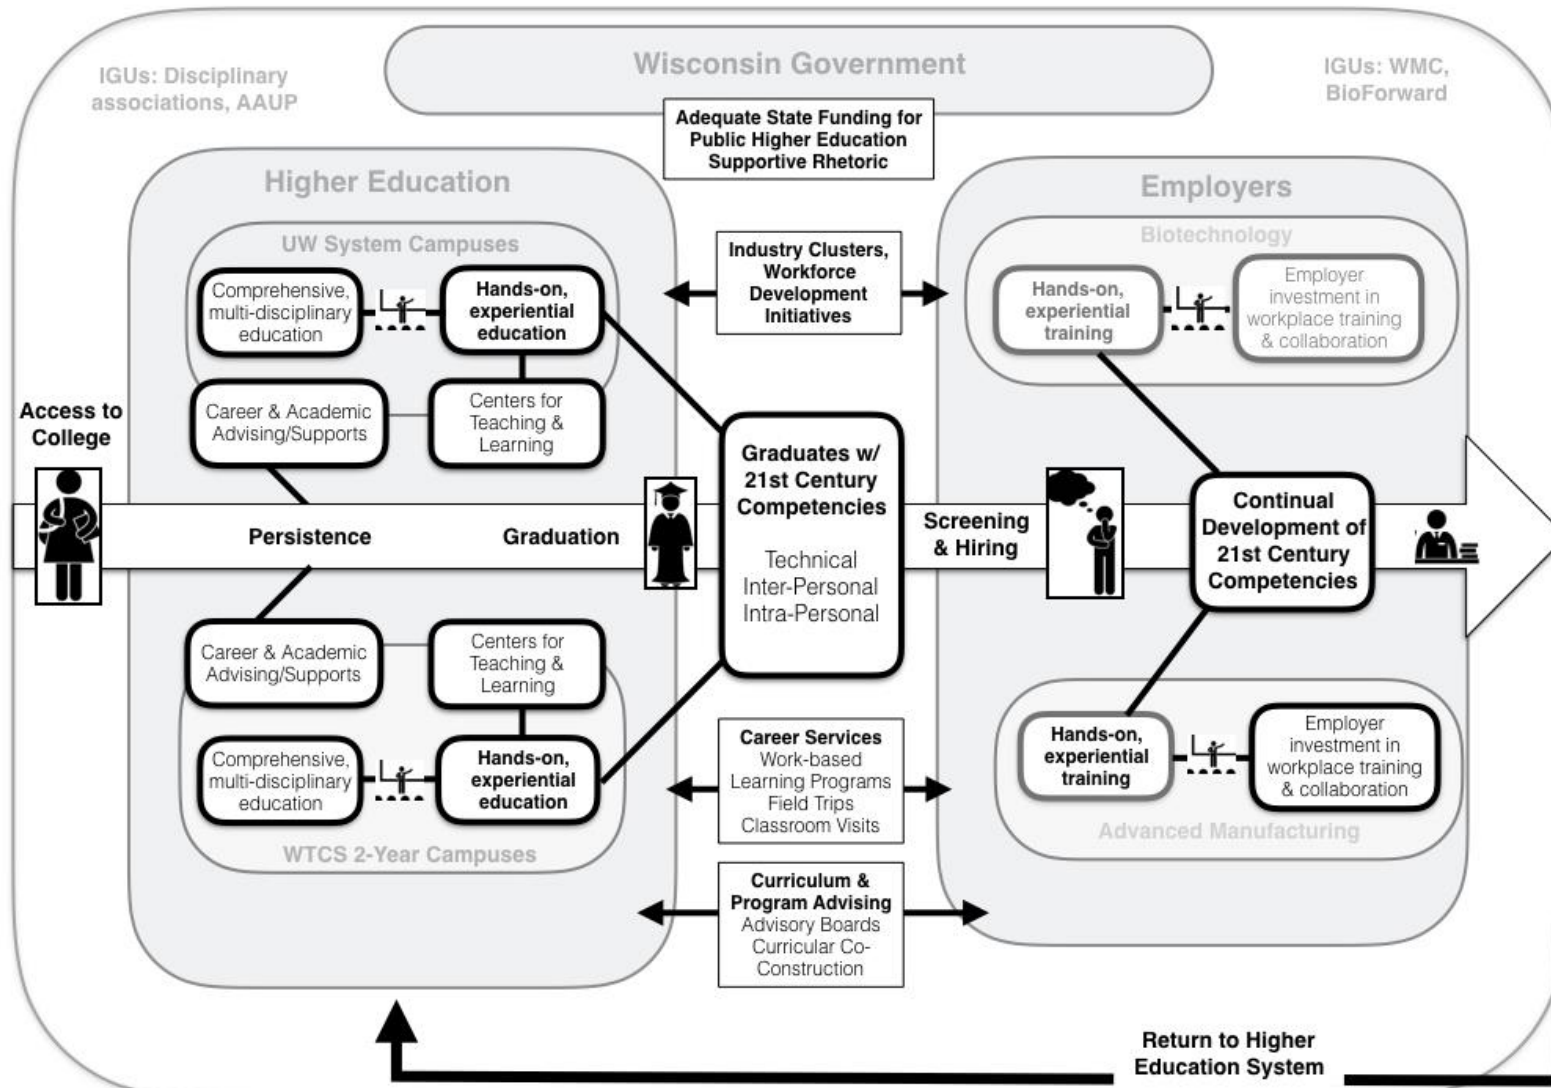 Wisconsin Government
IGUs: Disciplinary
associations, AAUP
IGUs: WMC,
BioForward
Adequate State Funding for
Public Higher Education
Supportive Rhetoric
Higher Education
UW System Campuses
Comprehensive,
multi-disciplinary
education
Hands-on,
experiential
education
Career & Academic
Advising/Supports
Centers for
Teaching &
Learning
Industry Clusters,
Workforce
Development
Initiatives
Employers
Biotechnology
Hands-on,
experiential
training
Employer
investment in
workplace training
& collaboration
Access to
College
Persistence
Graduation
Graduates w/
21st Century
Competencies
Technical
Inter-Personal
Intra-Personal
Screening
& Hiring
Continual
Development of
21st Century
Competencies
Career & Academic
Advising/Supports
Centers for
Teaching &
Learning
Comprehensive,
multi-disciplinary
education
Hands-on,
experiential
education
WTCS 2-Year Campuses
Career Services
Work-based
Learning Programs
Field Trips
Classroom Visits
Hands-on,
experiential
training
Employer
investment in
workplace training
& collaboration
Advanced Manufacturing
Curriculum &
Program Advising
Advisory Boards
Curricular Co-
Construction
Return to Higher
Education System